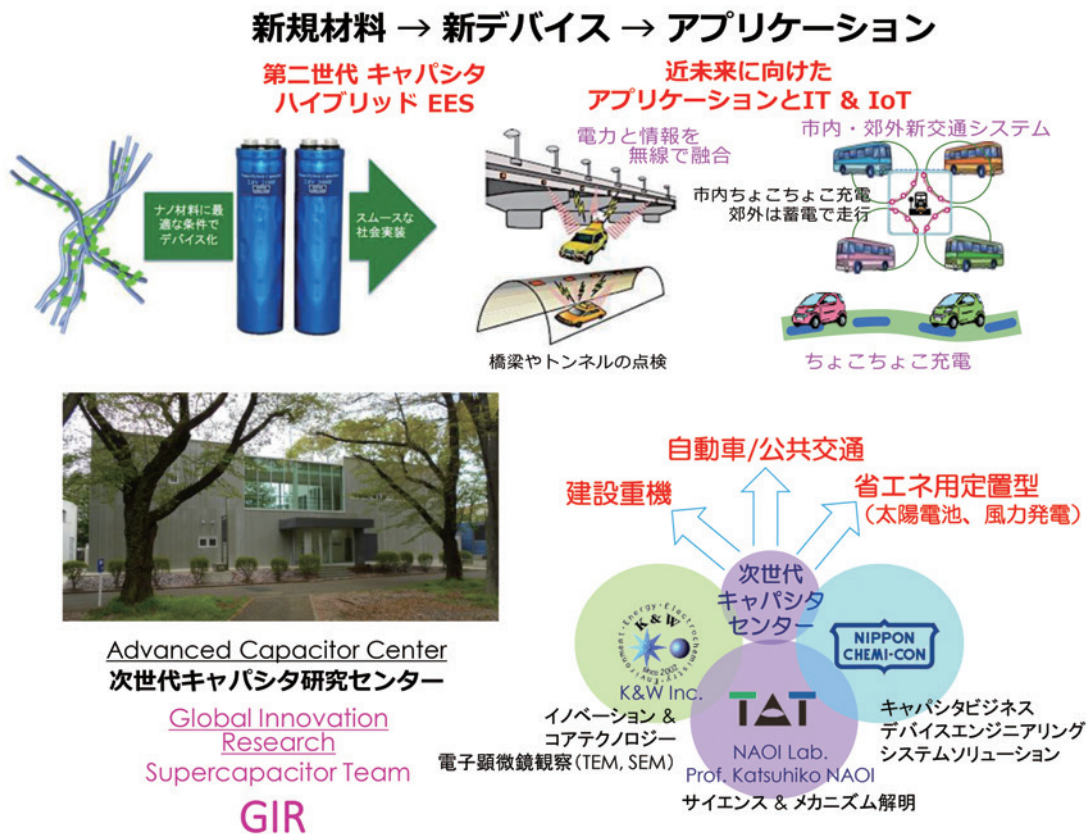 新規材料 → 新デバイス → アプリケーション
第二世代 キャパシタ
ハイブリッド EES
近未来に向けた
アプリケーションとIT & IoT
ナノ材料に最
適な条件で
デバイス化
スムースな
社会実装
電力と情報を
無線で融合
橋梁やトンネルの点検
市内・郊外新交通システム
市内ちょこちょこ充電
郊外は蓄電で走行
ちょこちょこ充電
Advanced Capacitor Center
次世代キャパシタ研究センター
Global Innovation
Research
Supercapacitor Team
GIR
自動車/公共交通
建設重機
省エネ用定置型
（太陽電池、風力発電）
次世代
キャパシタ
センター
Environment・Energy・Electrochemistry
K & W
since 2002
K&W Inc.
イノベーション &
コアテクノロジー
電子顕微鏡観察（TEM, SEM）
TAT
NAOI Lab.
Prof. Katsuhiko NAOI
サイエンス & メカニズム解明
NIPPON
CHEMI-CON
キャパシタビジネス
デバイスエンジニアリング
システムソリューション